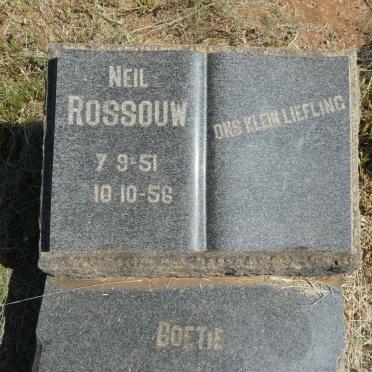 NEIL
ROSSOUW
7-9-51
10-10-56
ONS KLEIN LIEFLING
BOETIE